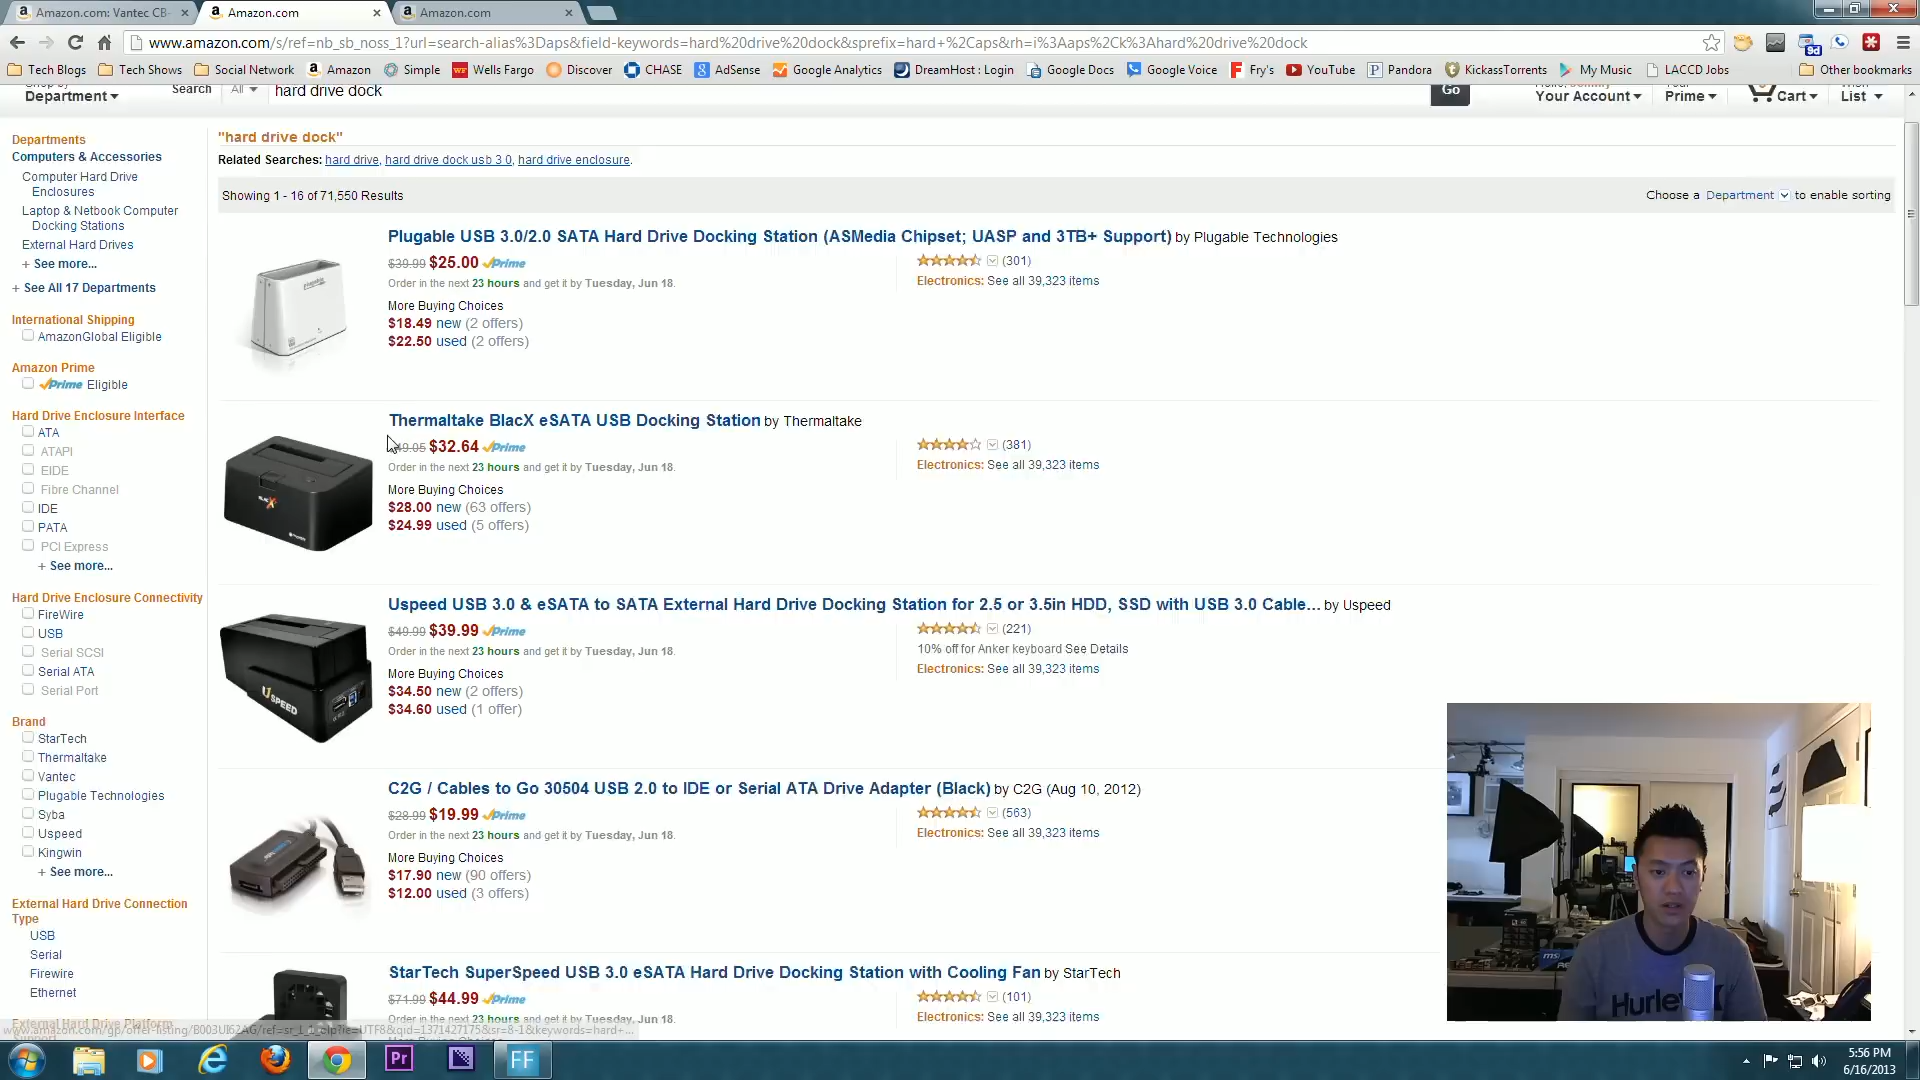 Amazon.com: Vantec CB-
Amazon.com
Amazon.com
www.amazon.com/s/ref=nb_sb_noss_1?url=search-alias%3Daps&field-keywords=hard%20drive%20dock&sprefix=hard+%2Caps&rh=i%3Aaps%2Ck%3Ahard%20drive%20dock
9d
Tech Blogs Tech Shows Social Network Amazon Simple Wells Fargo Discover CHASE AdSense Google Analytics DreamHost : Login Google Docs Google Voice Fry's YouTube Pandora KickassTorrents My Music LACCD Jobs Other bookmarks
Department Search All hard drive dock Go Your Account Prime Cart List
Departments
Computers & Accessories
Computer Hard Drive
Enclosures
Laptop & Netbook Computer
Docking Stations
External Hard Drives
+ See more...
+ See All 17 Departments
International Shipping
AmazonGlobal Eligible
Amazon Prime
Prime Eligible
Hard Drive Enclosure Interface
ATA
ATAPI
EIDE
Fibre Channel
IDE
PATA
PCI Express
+ See more...
Hard Drive Enclosure Connectivity
FireWire
USB
Serial SCSI
Serial ATA
Serial Port
Brand
StarTech
Thermaltake
Vantec
Plugable Technologies
Syba
Uspeed
Kingwin
+ See more...
External Hard Drive Connection
Type
USB
Serial
Firewire
Ethernet
External Hard Drive Platform
"hard drive dock"
Related Searches: hard drive, hard drive dock usb 3 0, hard drive enclosure.
Showing 1 - 16 of 71,550 Results
Choose a Department to enable sorting
Plugable USB 3.0/2.0 SATA Hard Drive Docking Station (ASMedia Chipset; UASP and 3TB+ Support) by Plugable Technologies
$39.99 $25.00 Prime
(301)
Order in the next 23 hours and get it by Tuesday, Jun 18.
Electronics: See all 39,323 items
More Buying Choices
$18.49 new (2 offers)
$22.50 used (2 offers)
Thermaltake BlacX eSATA USB Docking Station by Thermaltake
$32.64 Prime
(381)
Order in the next 23 hours and get it by Tuesday, Jun 18.
Electronics: See all 39,323 items
More Buying Choices
$28.00 new (63 offers)
$24.99 used (5 offers)
Uspeed USB 3.0 & eSATA to SATA External Hard Drive Docking Station for 2.5 or 3.5in HDD, SSD with USB 3.0 Cable... by Uspeed
$49.99 $39.99 Prime
(221)
Order in the next 23 hours and get it by Tuesday, Jun 18.
10% off for Anker keyboard See Details
Electronics: See all 39,323 items
More Buying Choices
$34.50 new (2 offers)
$34.60 used (1 offer)
USPEED
C2G / Cables to Go 30504 USB 2.0 to IDE or Serial ATA Drive Adapter (Black) by C2G (Aug 10, 2012)
$28.99 $19.99 Prime
(563)
Order in the next 23 hours and get it by Tuesday, Jun 18.
Electronics: See all 39,323 items
More Buying Choices
$17.90 new (90 offers)
$12.00 used (3 offers)
StarTech SuperSpeed USB 3.0 eSATA Hard Drive Docking Station with Cooling Fan by StarTech
$71.99 $44.99 Prime
(101)
Order in the next 23 hours and get it by Tuesday, Jun 18.
Electronics: See all 39,323 items
msi
Hurley
Pr
FF
5:56 PM
6/16/2013